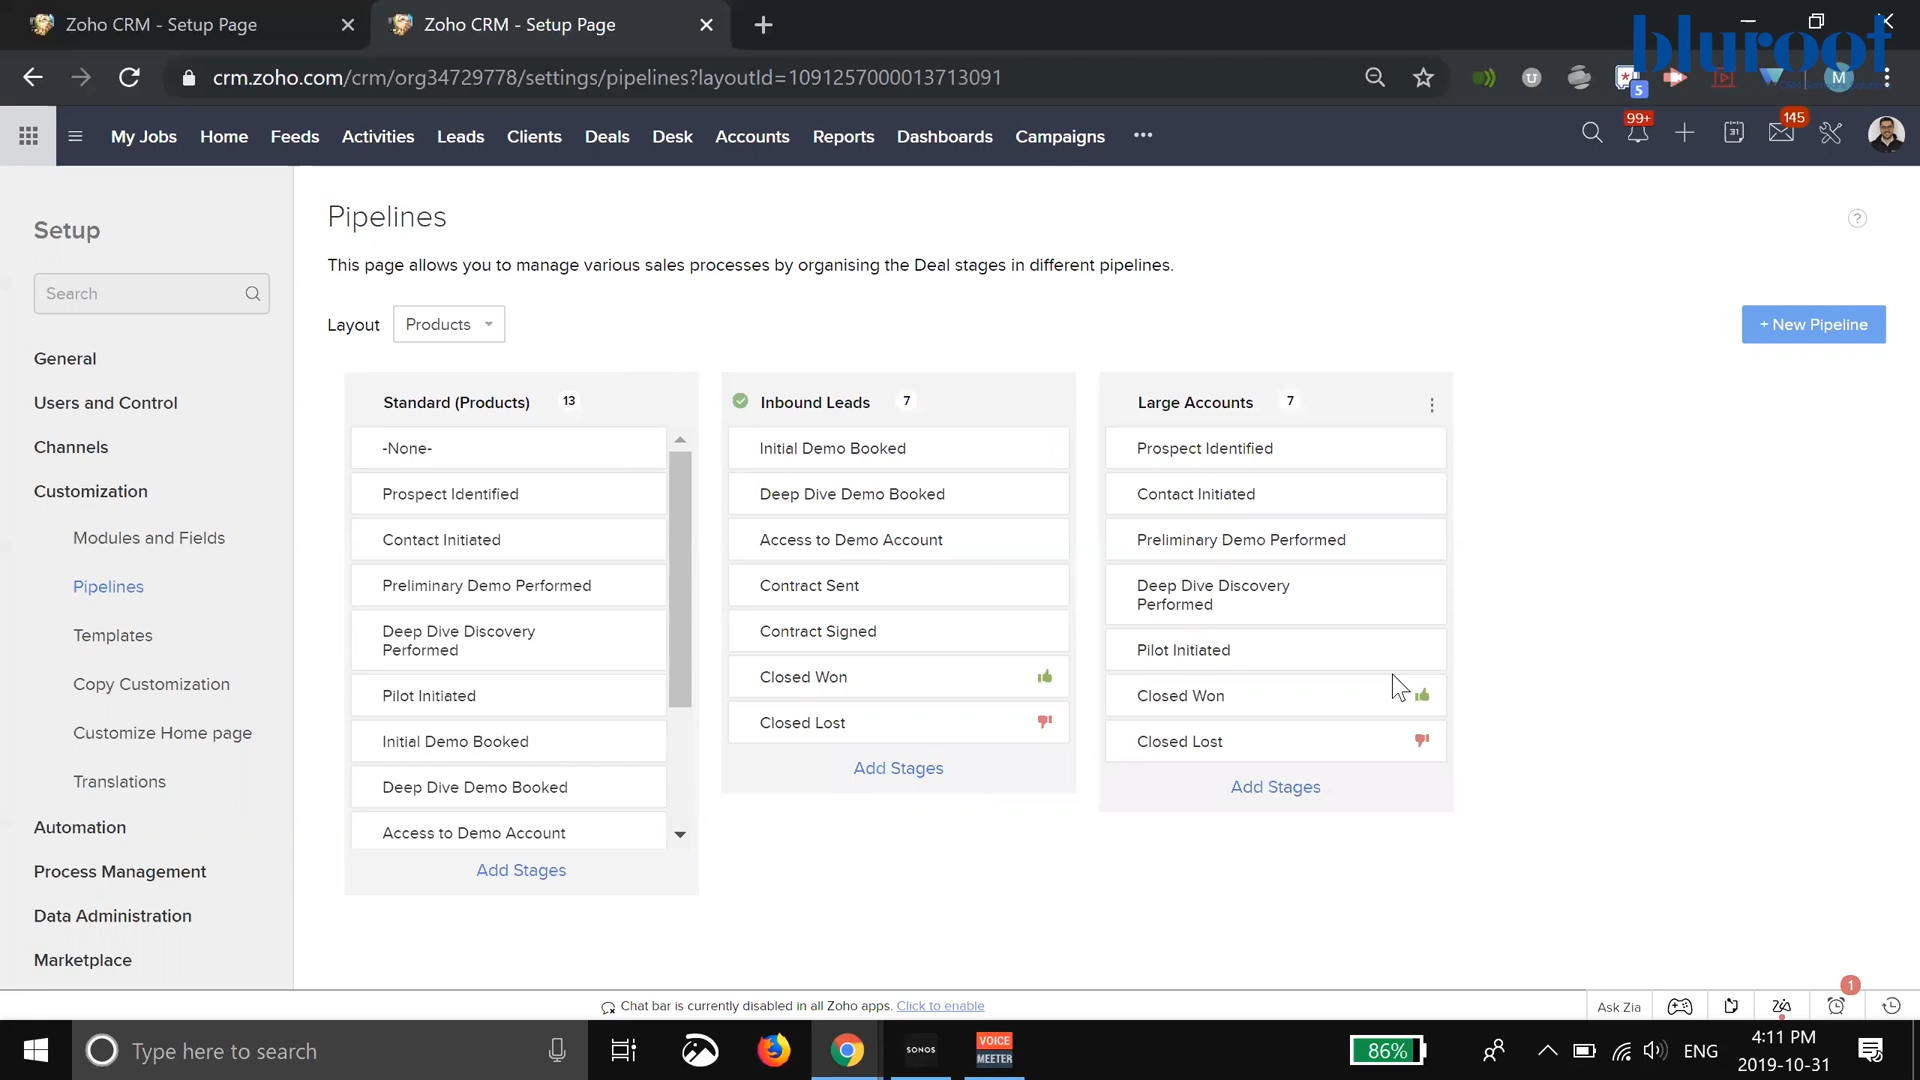 Zoho CRM - Setup Page
Zoho CRM - Setup Page
bluroof
crm.zoho.com/crm/org34729778/settings/pipelines?layoutId=1091257000013713091
5
M
My Jobs Home Feeds Activities Leads Clients Deals Desk Accounts Reports Dashboards Campaigns
99+
31
145
Setup
Search
General
Users and Control
Channels
Customization
Modules and Fields
Pipelines
Templates
Copy Customization
Customize Home page
Translations
Automation
Process Management
Data Administration
Marketplace
Pipelines
?
This page allows you to manage various sales processes by organising the Deal stages in different pipelines.
Layout Products
+ New Pipeline
Standard (Products) 13
-None-
Prospect Identified
Contact Initiated
Preliminary Demo Performed
Deep Dive Discovery
Performed
Pilot Initiated
Initial Demo Booked
Deep Dive Demo Booked
Access to Demo Account
Add Stages
Inbound Leads 7
Initial Demo Booked
Deep Dive Demo Booked
Access to Demo Account
Contract Sent
Contract Signed
Closed Won
Closed Lost
Add Stages
Large Accounts 7
Prospect Identified
Contact Initiated
Preliminary Demo Performed
Deep Dive Discovery
Performed
Pilot Initiated
Closed Won
Closed Lost
Add Stages
Chat bar is currently disabled in all Zoho apps. Click to enable
Ask Zia
1
Type here to search
SONOS
VOICE
MEETER
86%
ENG
4:11 PM
2019-10-31